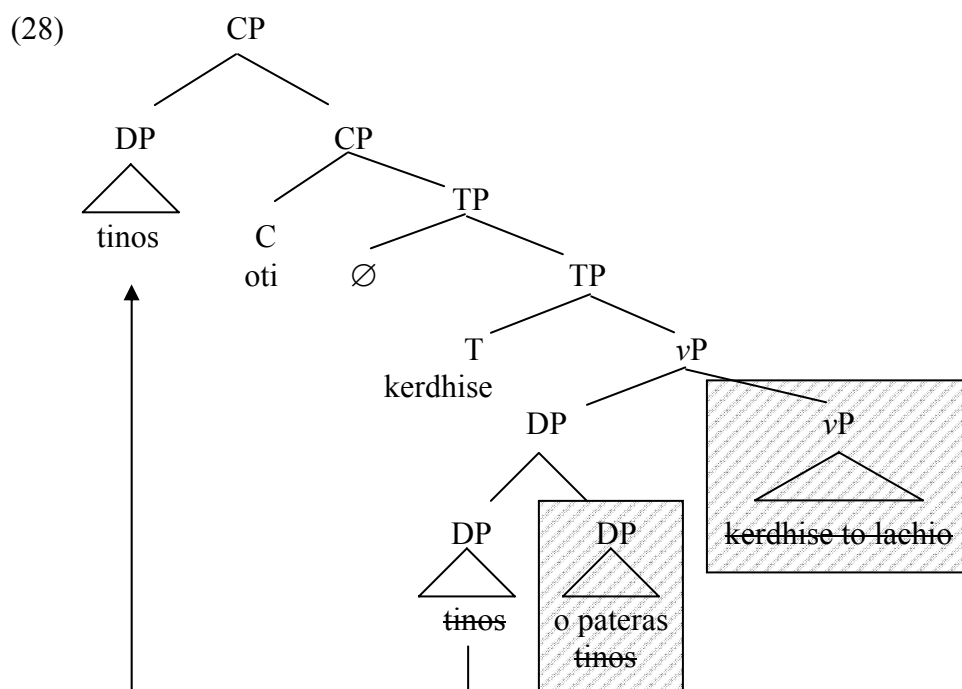 (28) CP
DP CP
TP
tinos C
oti ∅ TP
T vP
kerdhise
DP vP
kerdhise to lachio
DP DP
tinos o pateras
tinos